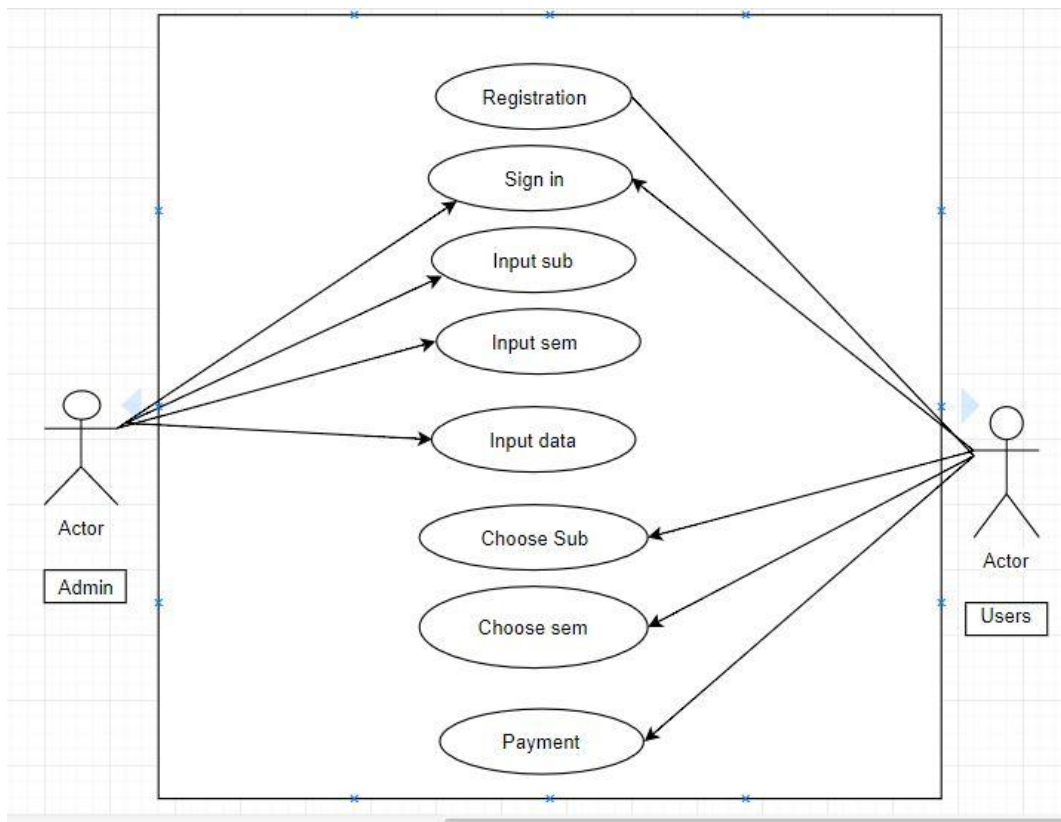 Registration
Sign in
Input sub
Input sem
Input data
Choose Sub
Choose sem
Payment
Actor
Admin
Actor
Users